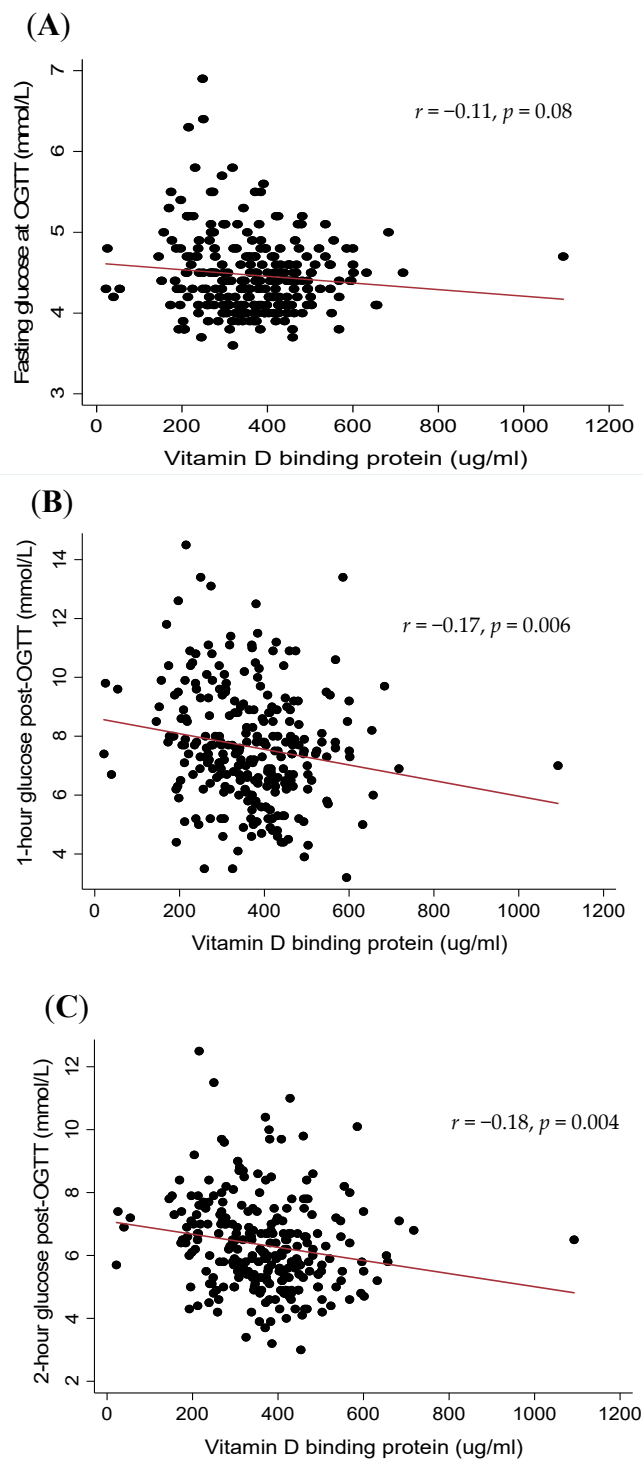 (A)
Fasting glucose at OGTT (mmol/L)
7
6
5
4
3
r = −0.11, p = 0.08
0 200 400 600 800 1000 1200
Vitamin D binding protein (ug/ml)
(B)
1-hour glucose post-OGTT (mmol/L)
14
12
10
8
6
4
r = −0.17, p = 0.006
0 200 400 600 800 1000 1200
Vitamin D binding protein (ug/ml)
(C)
2-hour glucose post-OGTT (mmol/L)
12
10
8
6
4
2
r = −0.18, p = 0.004
0 200 400 600 800 1000 1200
Vitamin D binding protein (ug/ml)